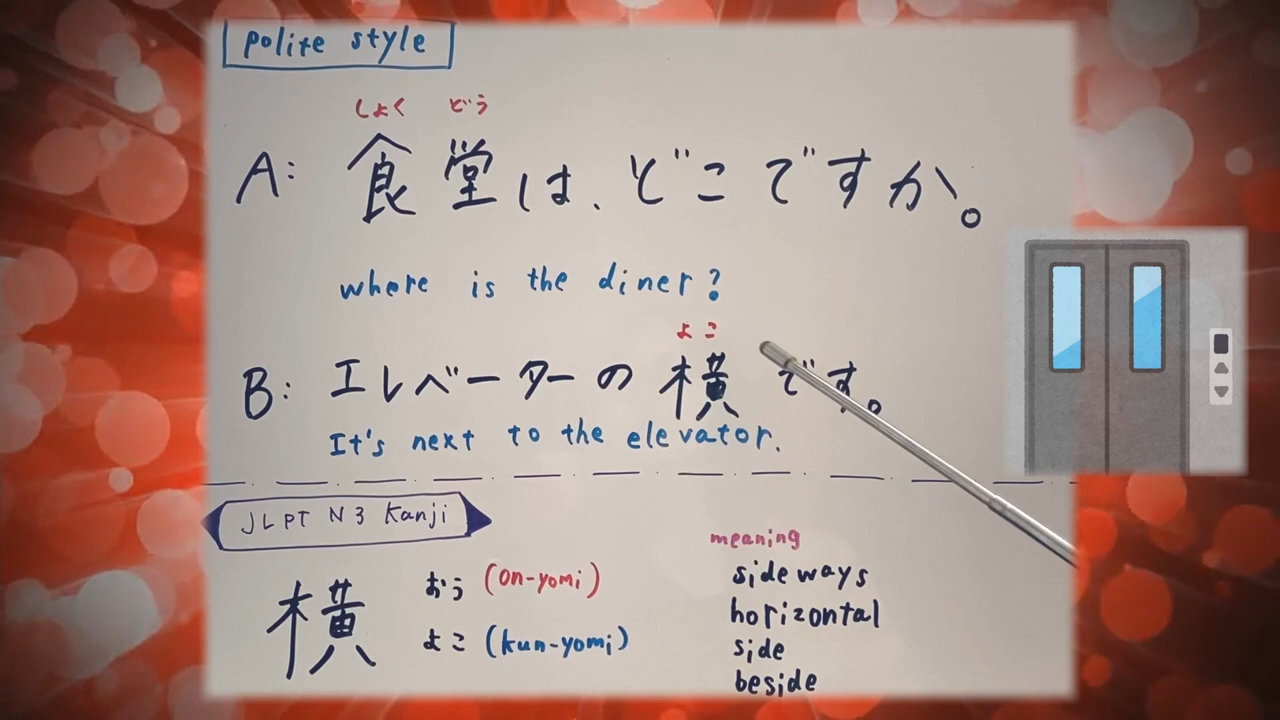 polite style
しょく どう
A: 食堂は、どこですか。
where is the diner?
よこ
B: エレベーターの横です。
It's next to the elevator.
JLPT N3 Kanji
横
おう (on-yomi)
よこ (kun-yomi)
meaning
sideways
horizontal
side
beside